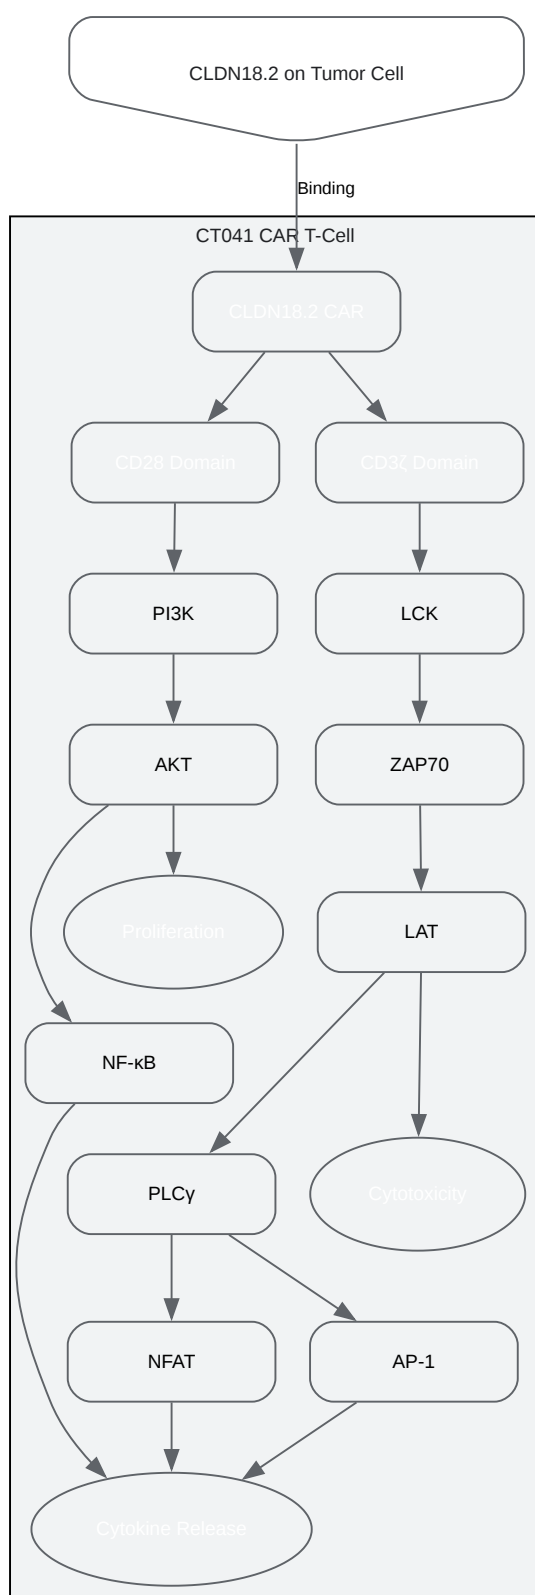 CLDN18.2 on Tumor Cell
Binding
CT041 CAR T-Cell
CLDN18.2 CAR
CD28 Domain
CD3ζ Domain
PI3K
LCK
AKT
ZAP70
Proliferation
LAT
NF-κB
PLCγ
Cytotoxicity
NFAT
AP-1
Cytokine Release